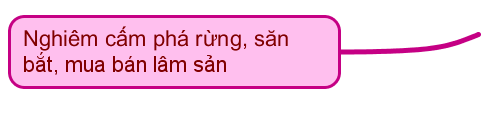 Nghiêm cấm phá rừng, săn
bắt, mua bán lâm sản